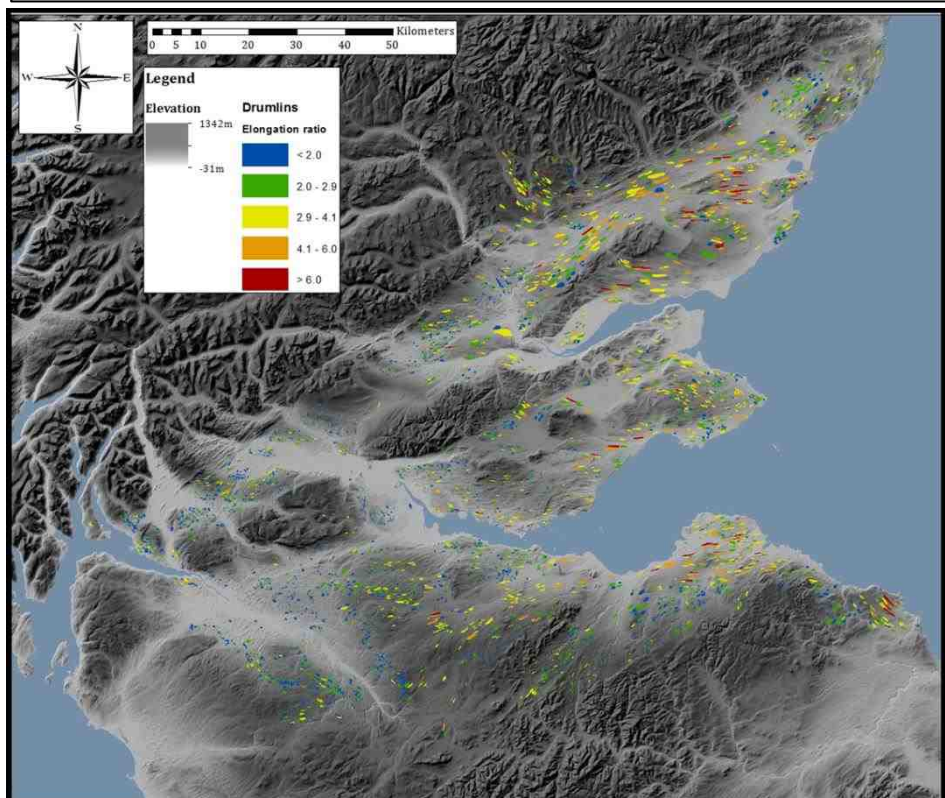 N
W E
S
Kilometers
0 5 10 20 30 40 50
Legend
Elevation
1342m
-31m
Drumlins
Elongation ratio
< 2.0
2.0 - 2.9
2.9 - 4.1
4.1 - 6.0
> 6.0